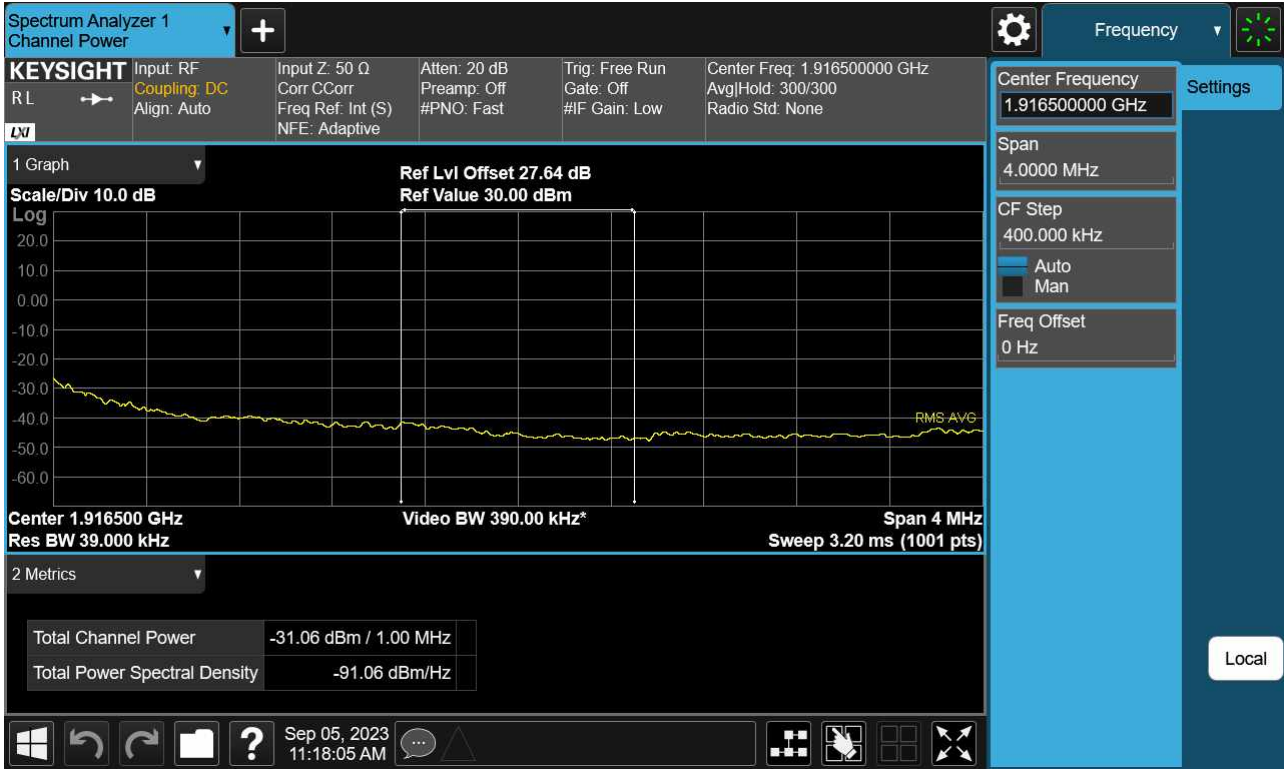 Spectrum Analyzer 1
Channel Power
Frequency
KEYSIGHT
R L
LXI
Input: RF
Coupling: DC
Align: Auto
Input Z: 50 Ω
Corr CCorr
Freq Ref: Int (S)
NFE: Adaptive
Atten: 20 dB
Preamp: Off
#PNO: Fast
Trig: Free Run
Gate: Off
#IF Gain: Low
Center Freq: 1.916500000 GHz
Avg|Hold: 300/300
Radio Std: None
Center Frequency
1.916500000 GHz
Settings
Span
4.0000 MHz
CF Step
400.000 kHz
Auto
Man
Freq Offset
0 Hz
Local
1 Graph
Scale/Div 10.0 dB
Ref Lvl Offset 27.64 dB
Ref Value 30.00 dBm
Log
20.0
10.0
0.00
-10.0
-20.0
-30.0
-40.0
-50.0
-60.0
RMS AVG
Center 1.916500 GHz
Res BW 39.000 kHz
Video BW 390.00 kHz*
Span 4 MHz
Sweep 3.20 ms (1001 pts)
2 Metrics
Total Channel Power -31.06 dBm / 1.00 MHz
Total Power Spectral Density -91.06 dBm/Hz
?
Sep 05, 2023
11:18:05 AM